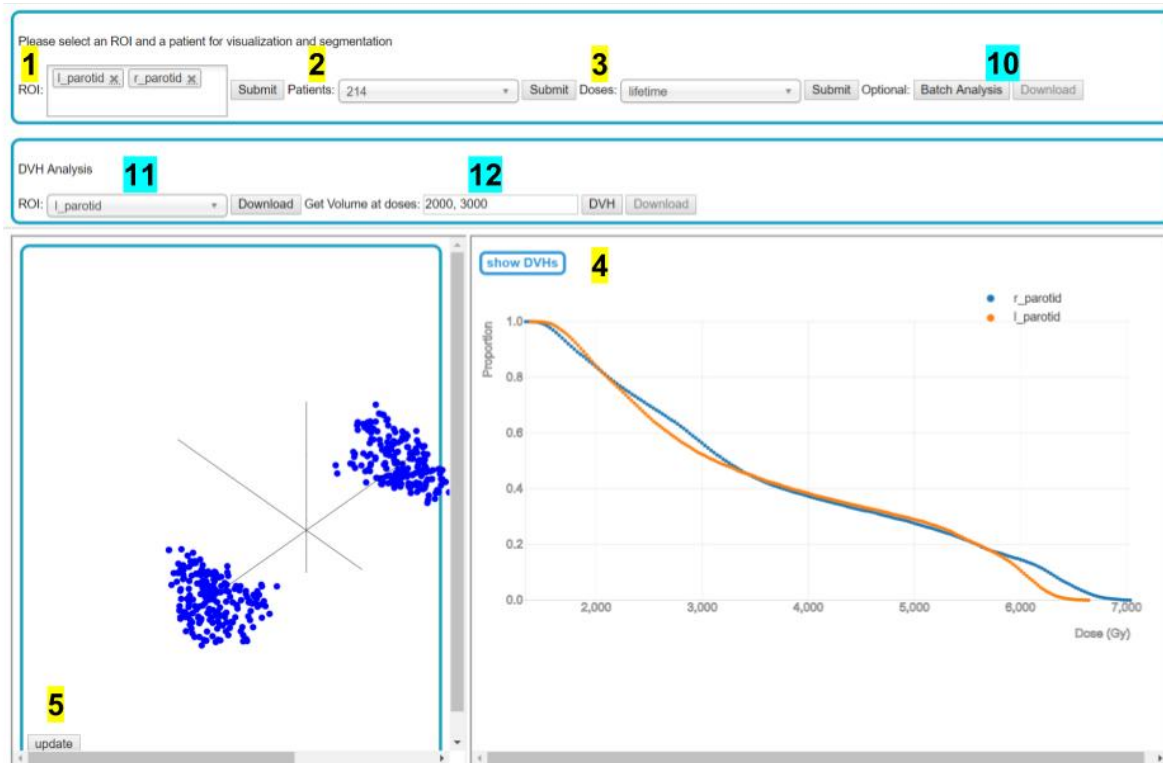 Please select an ROI and a patient for visualization and segmentation
1 2 3 10
ROI: l_parotid x r_parotid x Submit Patients: 214 Submit Doses: lifetime Submit Optional: Batch Analysis Download
DVH Analysis
11 12
ROI: l_parotid Download Get Volume at doses: 2000, 3000 DVH Download
show DVHs 4
r_parotid
l_parotid
Proportion
1.0
0.8
0.6
0.4
0.2
0.0
2,000 3,000 4,000 5,000 6,000 7,000
Dose (Gy)
5
update